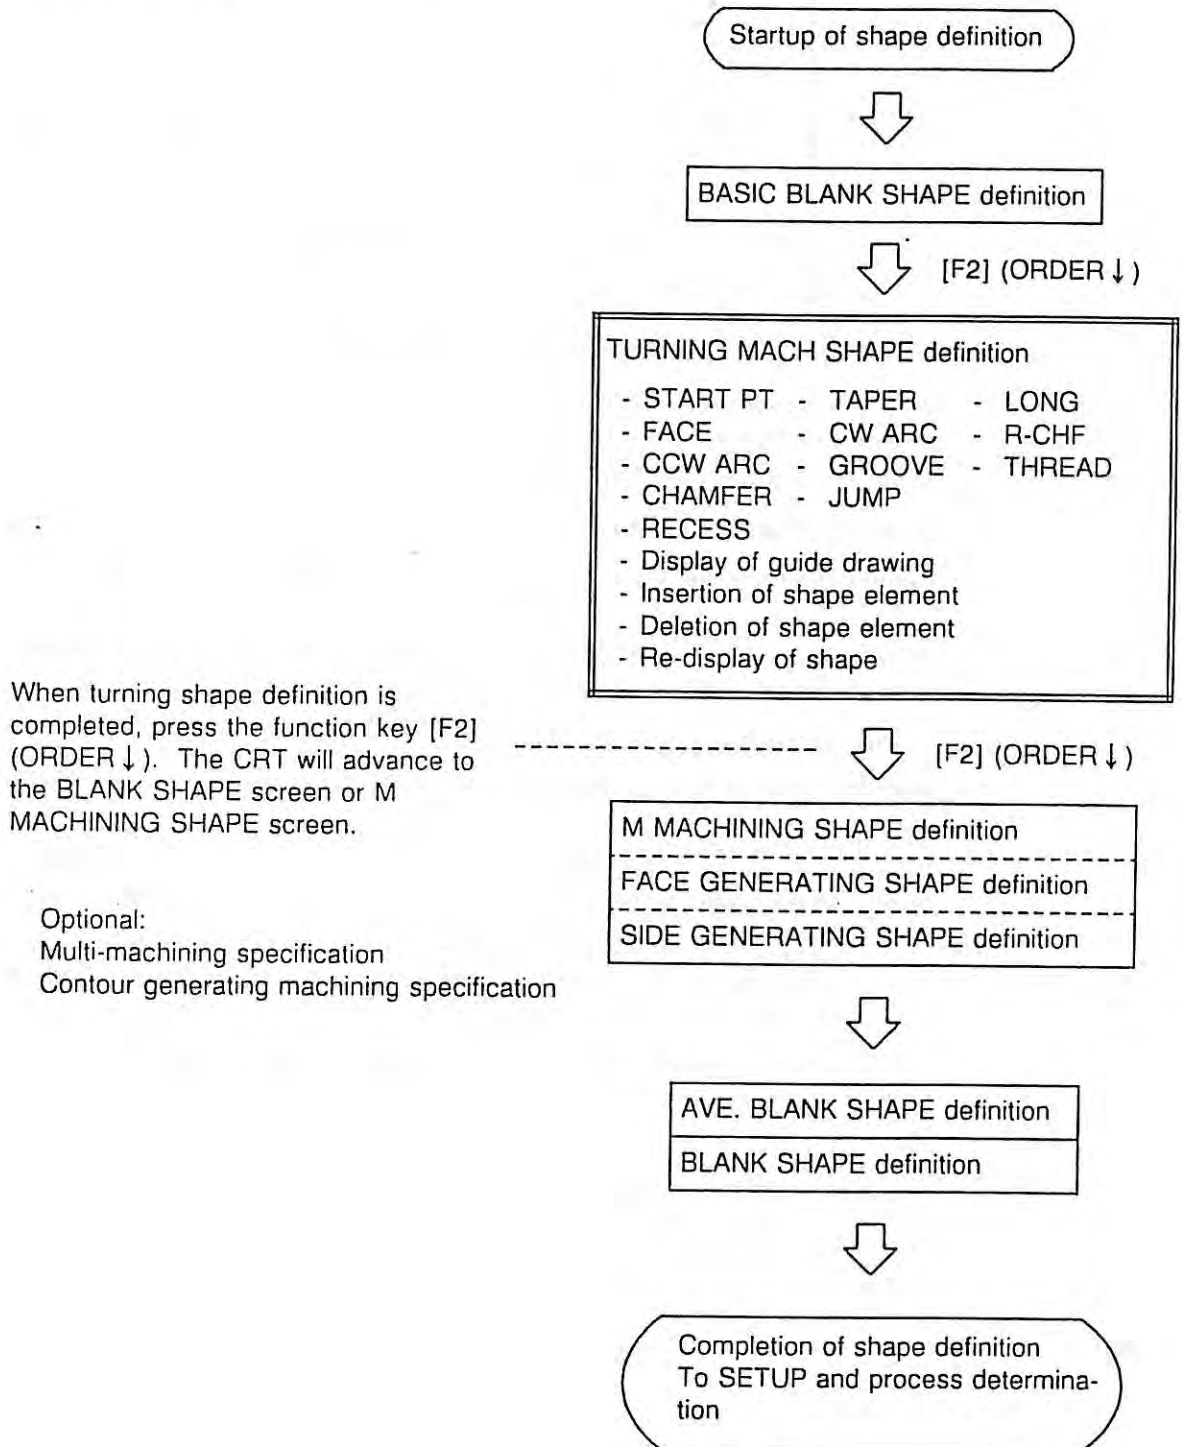 Startup of shape definition
BASIC BLANK SHAPE definition
[F2] (ORDER ↓)
TURNING MACH SHAPE definition
- START PT - TAPER - LONG
- FACE - CW ARC - R-CHF
- CCW ARC - GROOVE - THREAD
- CHAMFER - JUMP
- RECESS
- Display of guide drawing
- Insertion of shape element
- Deletion of shape element
- Re-display of shape
When turning shape definition is
completed, press the function key [F2]
(ORDER ↓). The CRT will advance to
the BLANK SHAPE screen or M
MACHINING SHAPE screen.
[F2] (ORDER ↓)
M MACHINING SHAPE definition
FACE GENERATING SHAPE definition
SIDE GENERATING SHAPE definition
Optional:
Multi-machining specification
Contour generating machining specification
AVE. BLANK SHAPE definition
BLANK SHAPE definition
Completion of shape definition
To SETUP and process determina-
tion